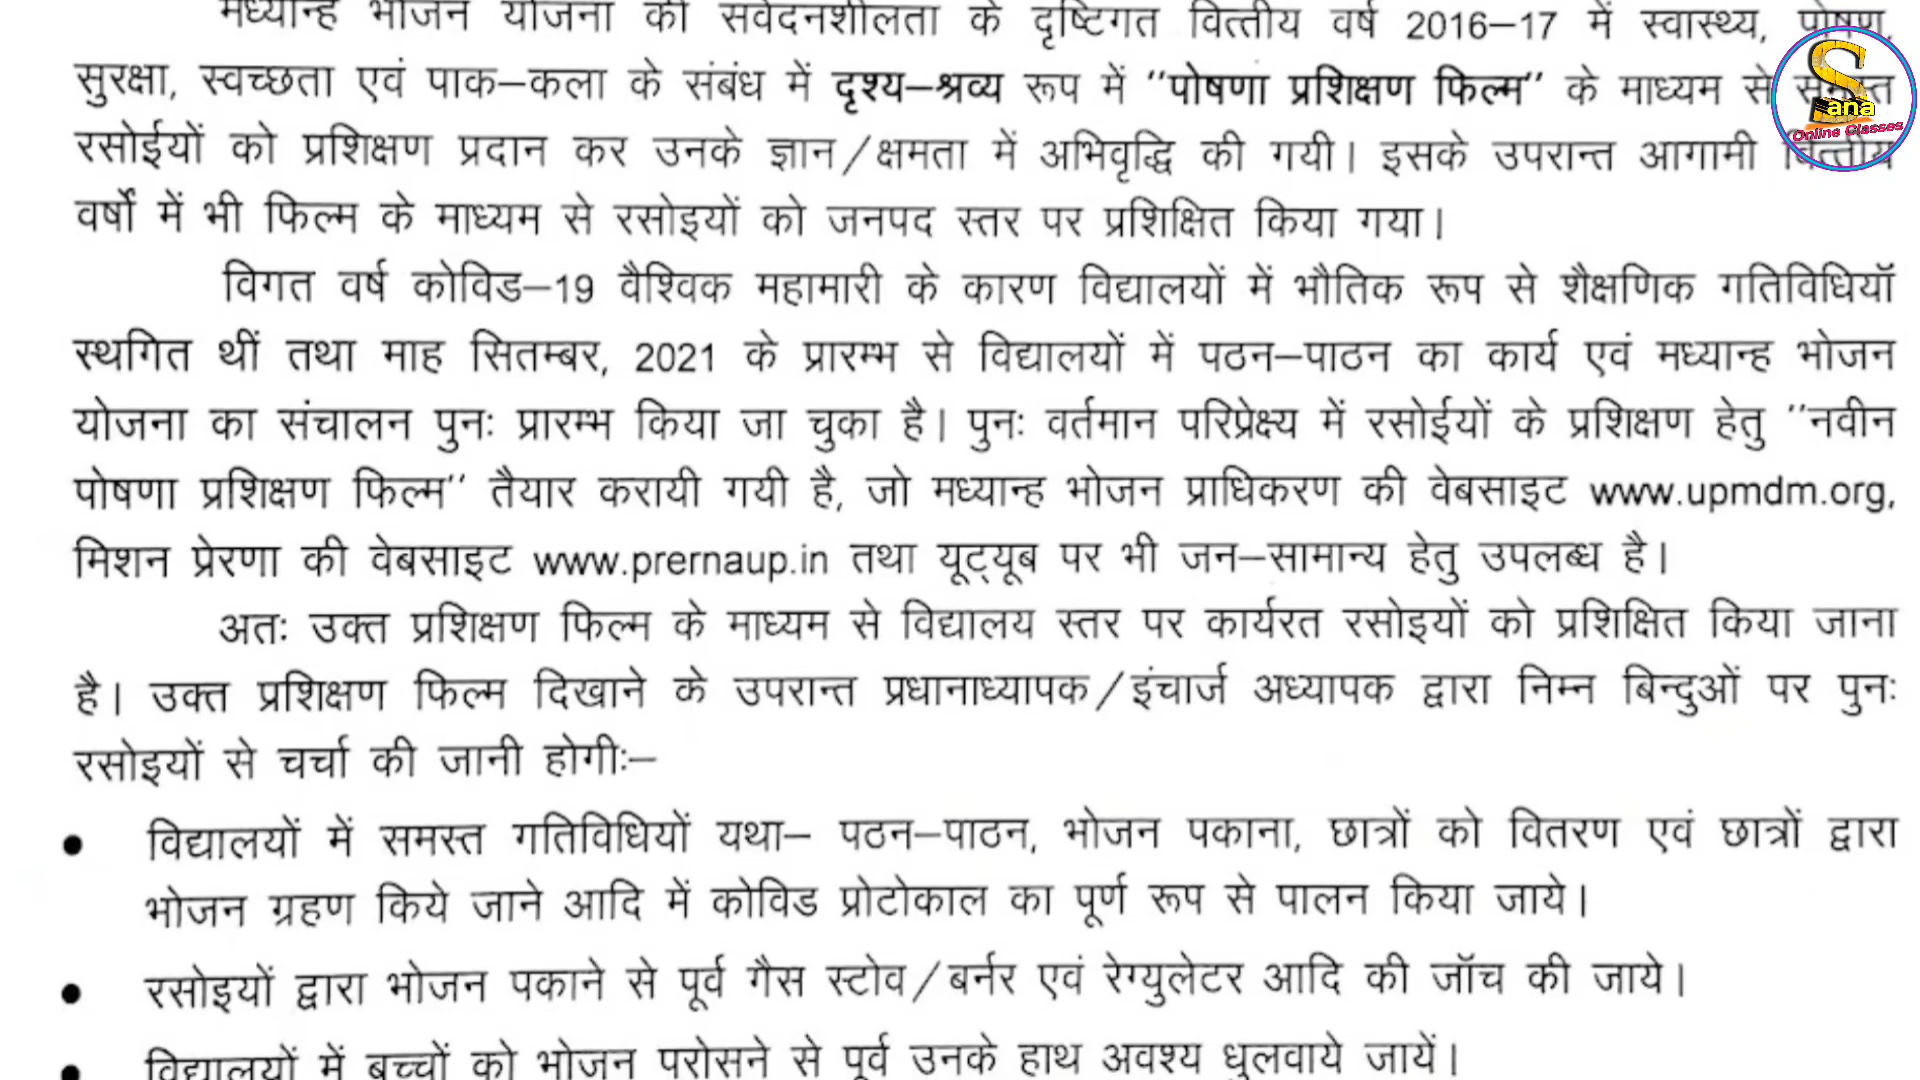 मध्यान्ह भोजन योजना की संवेदनशीलता के दृष्टिगत वित्तीय वर्ष 2016–17 में स्वास्थ्य, पोषण,
सुरक्षा, स्वच्छता एवं पाक–कला के संबंध में दृश्य–श्रव्य रूप में ''पोषणा प्रशिक्षण फिल्म'' के माध्यम से समस्त
रसोईयों को प्रशिक्षण प्रदान कर उनके ज्ञान/क्षमता में अभिवृद्धि की गयी। इसके उपरान्त आगामी वित्तीय
वर्षों में भी फिल्म के माध्यम से रसोइयों को जनपद स्तर पर प्रशिक्षित किया गया।
विगत वर्ष कोविड–19 वैश्विक महामारी के कारण विद्यालयों में भौतिक रूप से शैक्षणिक गतिविधियॉ
स्थगित थीं तथा माह सितम्बर, 2021 के प्रारम्भ से विद्यालयों में पठन–पाठन का कार्य एवं मध्यान्ह भोजन
योजना का संचालन पुनः प्रारम्भ किया जा चुका है। पुनः वर्तमान परिप्रेक्ष्य में रसोईयों के प्रशिक्षण हेतु ''नवीन
पोषणा प्रशिक्षण फिल्म'' तैयार करायी गयी है, जो मध्यान्ह भोजन प्राधिकरण की वेबसाइट www.upmdm.org,
मिशन प्रेरणा की वेबसाइट www.prernaup.in तथा यूट्यूब पर भी जन–सामान्य हेतु उपलब्ध है।
अतः उक्त प्रशिक्षण फिल्म के माध्यम से विद्यालय स्तर पर कार्यरत रसोइयों को प्रशिक्षित किया जाना
है। उक्त प्रशिक्षण फिल्म दिखाने के उपरान्त प्रधानाध्यापक/इंचार्ज अध्यापक द्वारा निम्न बिन्दुओं पर पुनः
रसोइयों से चर्चा की जानी होगीः–
• विद्यालयों में समस्त गतिविधियों यथा– पठन–पाठन, भोजन पकाना, छात्रों को वितरण एवं छात्रों द्वारा
भोजन ग्रहण किये जाने आदि में कोविड प्रोटोकाल का पूर्ण रूप से पालन किया जाये।
• रसोइयों द्वारा भोजन पकाने से पूर्व गैस स्टोव/बर्नर एवं रेग्युलेटर आदि की जॉच की जाये।
• विद्यालयों में बच्चों को भोजन परोसने से पूर्व उनके हाथ अवश्य धुलवाये जायें।
Sana
Online Classes